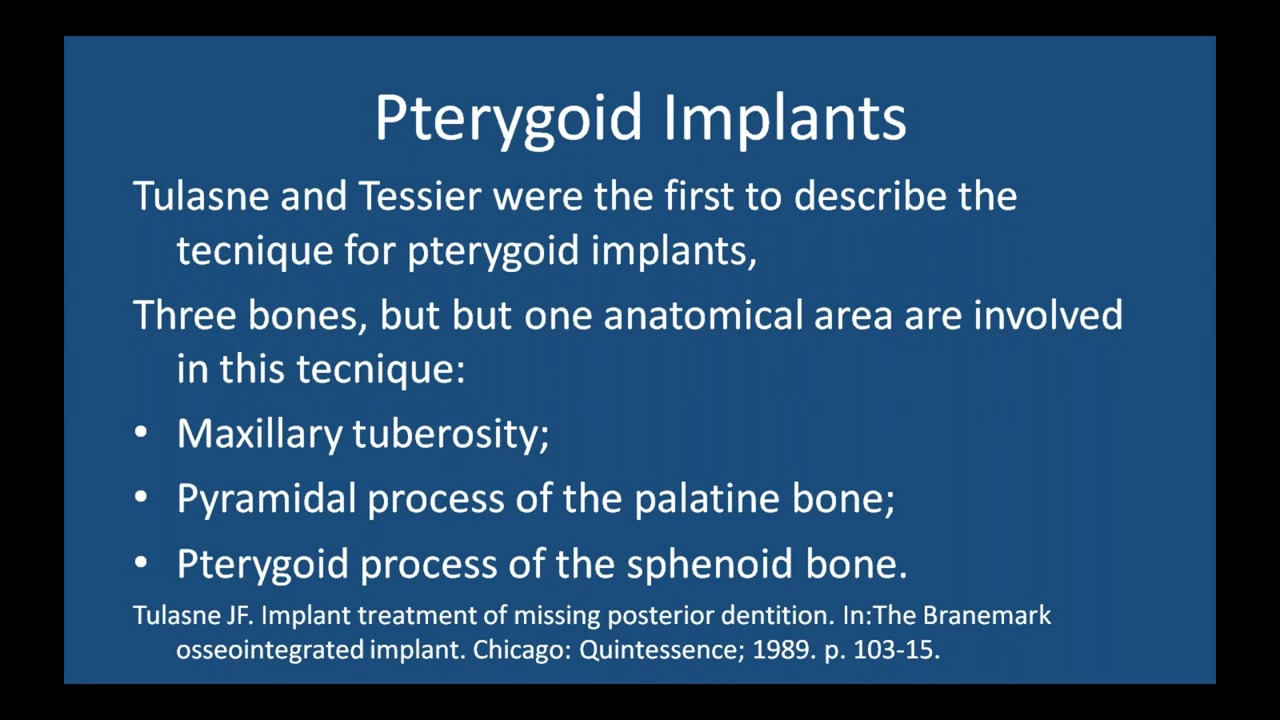 Pterygoid Implants
Tulasne and Tessier were the first to describe the
tecnique for pterygoid implants,
Three bones, but but one anatomical area are involved
in this tecnique:
• Maxillary tuberosity;
• Pyramidal process of the palatine bone;
• Pterygoid process of the sphenoid bone.
Tulasne JF. Implant treatment of missing posterior dentition. In:The Branemark
osseointegrated implant. Chicago: Quintessence; 1989. p. 103-15.